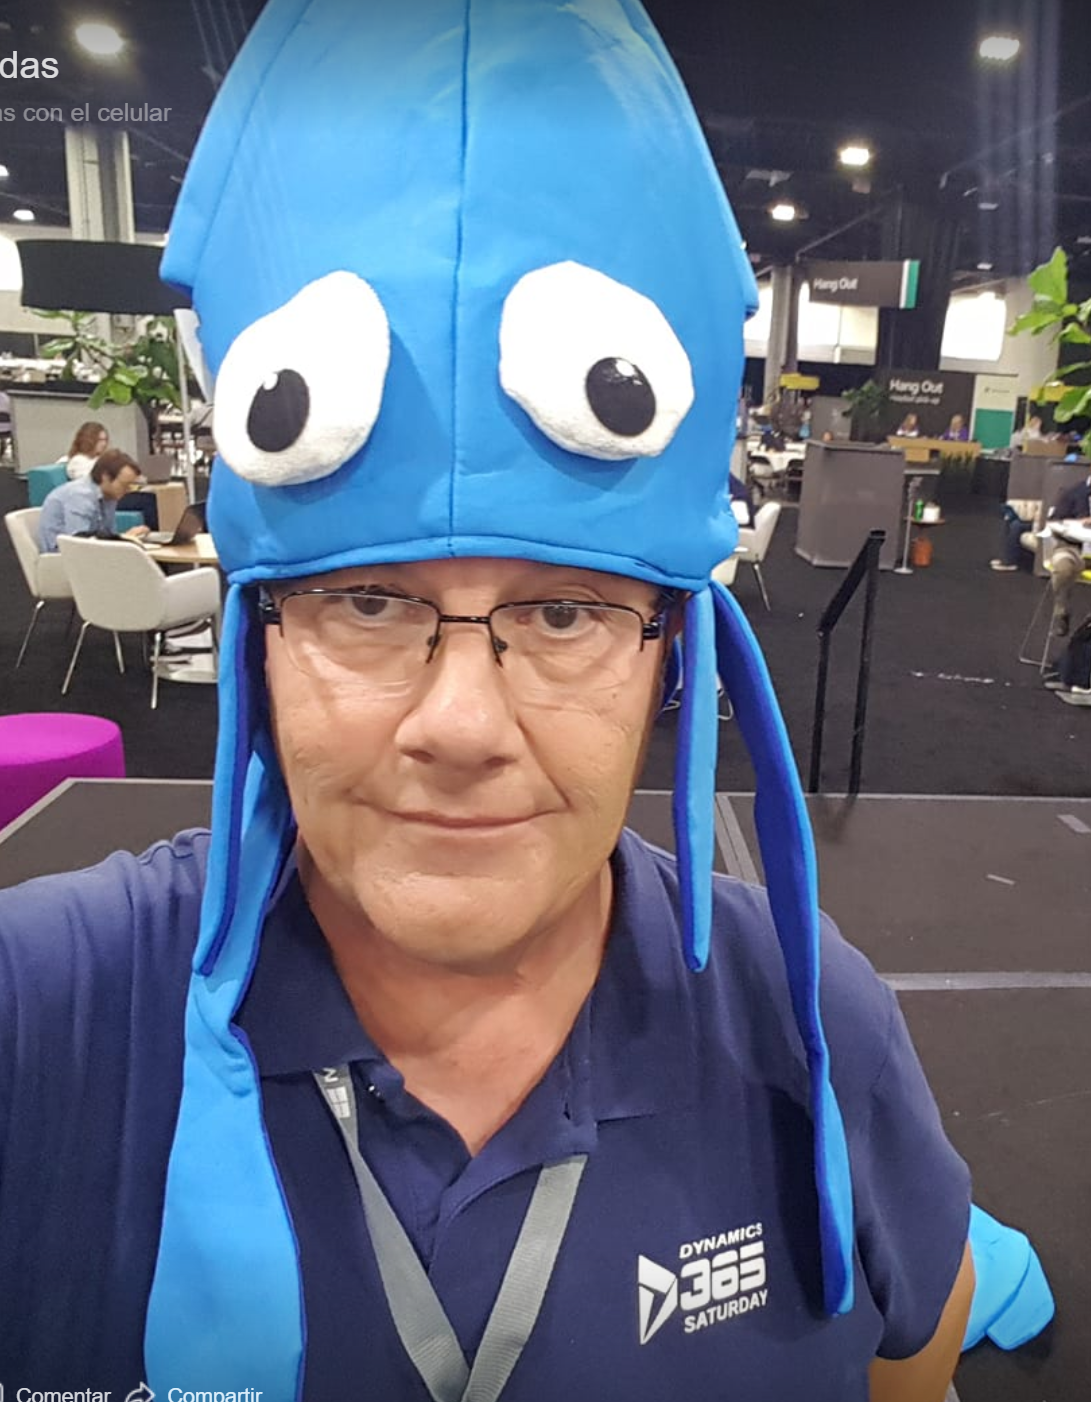 das
s con el celular
Hang Out
Hang Out
DYNAMICS
365
SATURDAY
Comentar
Compartir